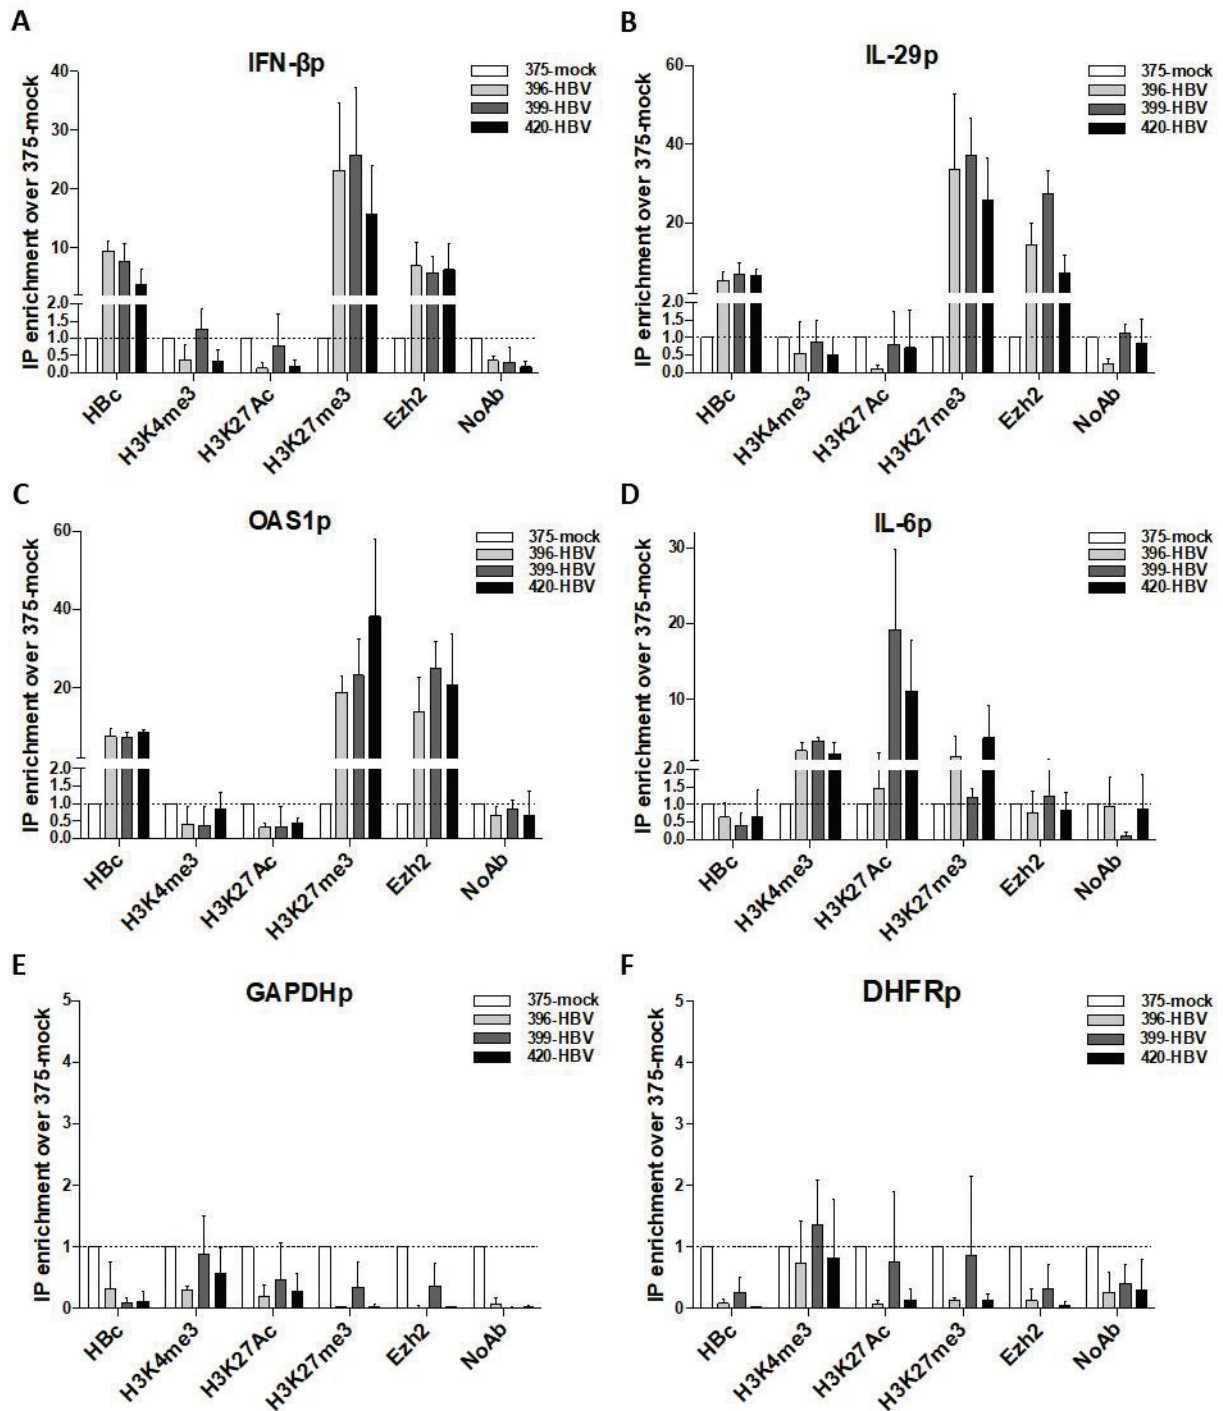 A
IFN-βp
IP enrichment over 375-mock
40
30
20
10
2.0
1.5
1.0
0.5
0.0
375-mock
396-HBV
399-HBV
420-HBV
HBc
H3K4me3
H3K27Ac
H3K27me3
Ezh2
NoAb
B
IL-29p
IP enrichment over 375-mock
60
40
20
2.0
1.5
1.0
0.5
0.0
375-mock
396-HBV
399-HBV
420-HBV
HBc
H3K4me3
H3K27Ac
H3K27me3
Ezh2
NoAb
C
OAS1p
IP enrichment over 375-mock
60
40
20
2.0
1.5
1.0
0.5
0.0
375-mock
396-HBV
399-HBV
420-HBV
HBc
H3K4me3
H3K27Ac
H3K27me3
Ezh2
NoAb
D
IL-6p
IP enrichment over 375-mock
30
20
10
2.0
1.5
1.0
0.5
0.0
375-mock
396-HBV
399-HBV
420-HBV
HBc
H3K4me3
H3K27Ac
H3K27me3
Ezh2
NoAb
E
GAPDHp
IP enrichment over 375-mock
5
4
3
2
1
0
375-mock
396-HBV
399-HBV
420-HBV
HBc
H3K4me3
H3K27Ac
H3K27me3
Ezh2
NoAb
F
DHFRp
IP enrichment over 375-mock
5
4
3
2
1
0
375-mock
396-HBV
399-HBV
420-HBV
HBc
H3K4me3
H3K27Ac
H3K27me3
Ezh2
NoAb